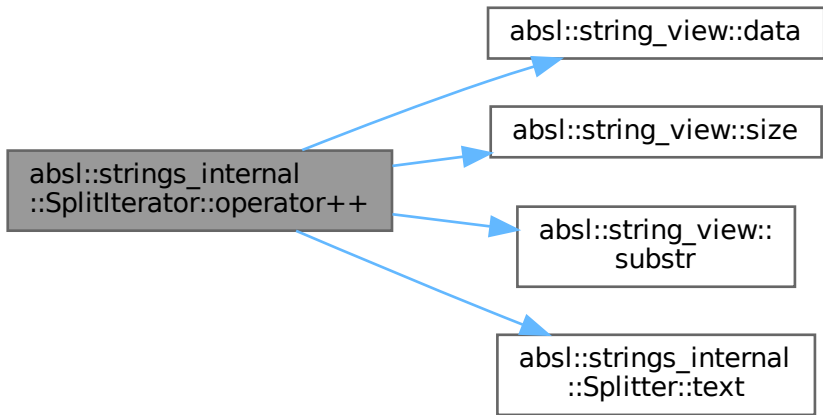 absl::strings_internal
::SplitIterator::operator++
absl::string_view::data
absl::string_view::size
absl::string_view::
substr
absl::strings_internal
::Splitter::text